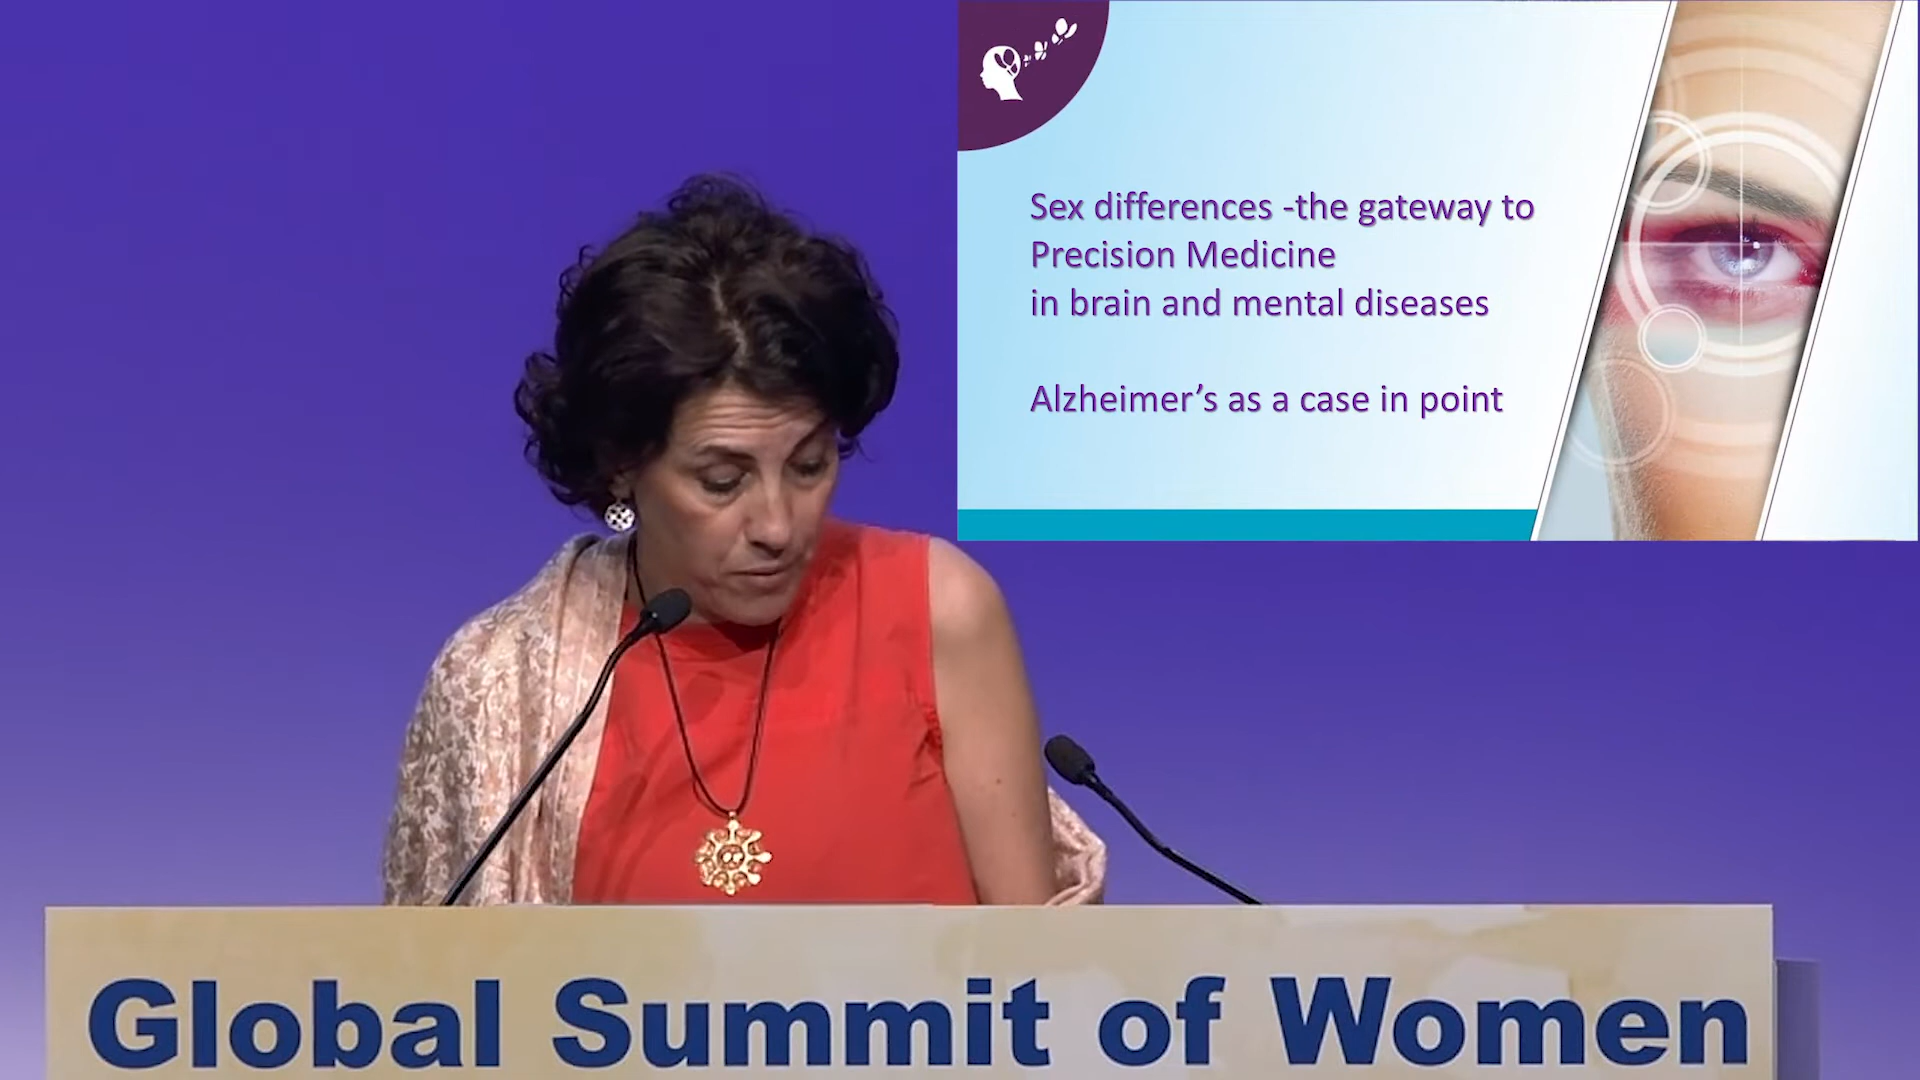 Sex differences -the gateway to
Precision Medicine
in brain and mental diseases
Alzheimer’s as a case in point
Global Summit of Women